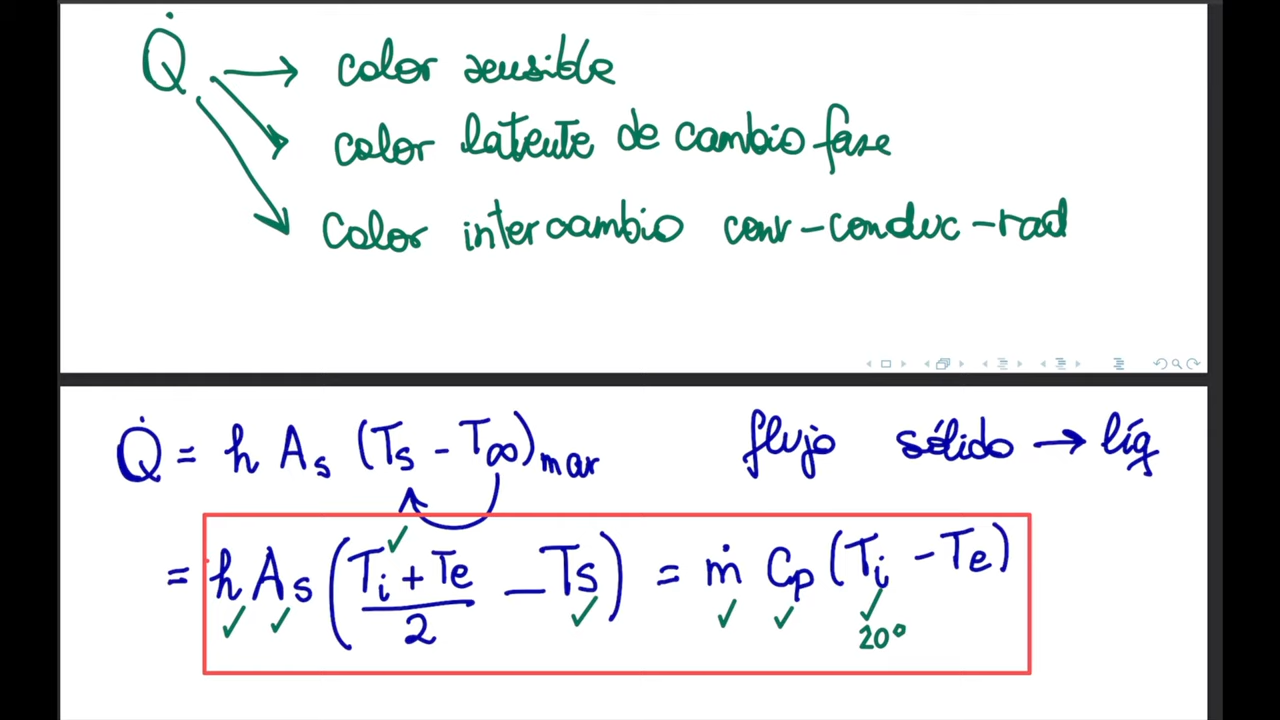 Q̇ → calor sensible
→ calor latente de cambio fase
→ calor intercambio conv-conduc-rad
Q̇ = h As (Ts - T∞)max flujo sólido → líq
= h As ((Ti + Te)/2 - Ts) = ṁ Cp (Ti - Te)
✓ ✓ ✓ ✓ ✓ ✓ ✓
20°